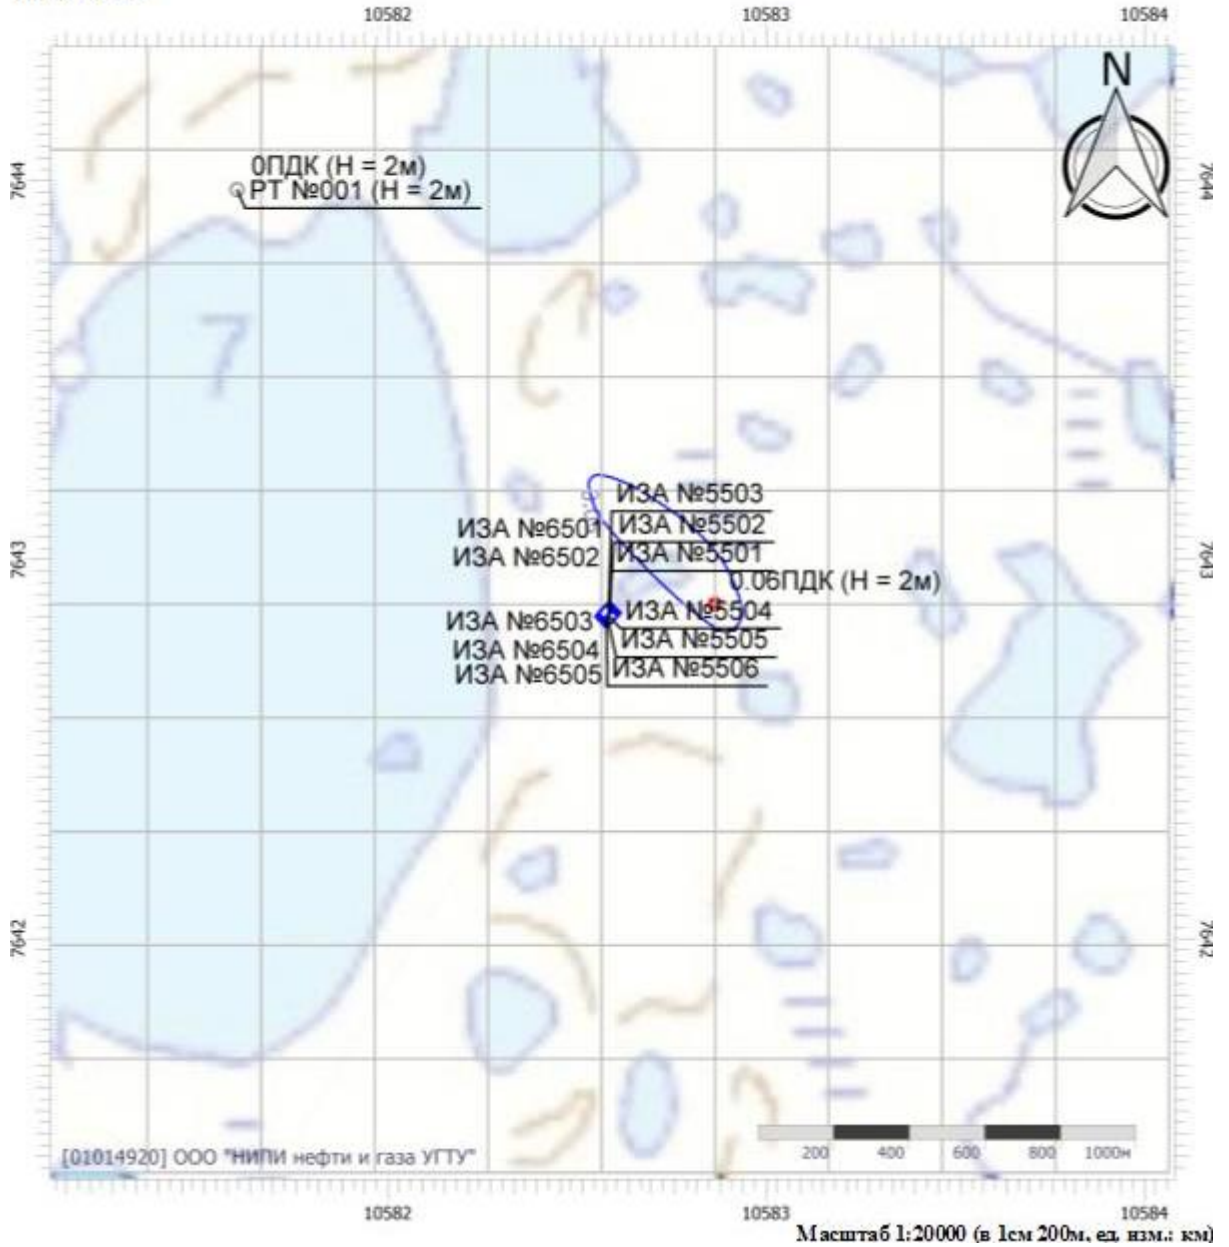 10582 10583 10584
N
0ПДК (Н = 2м)
РТ №001 (Н = 2м)
7644 7644
ИЗА №5503
ИЗА №6501 ИЗА №5502
ИЗА №6502 ИЗА №5501
7643 7643
0.06ПДК (Н = 2м)
ИЗА №6503 ИЗА №5504
ИЗА №6504 ИЗА №5505
ИЗА №6505 ИЗА №5506
7642 7642
200 400 600 800 1000м
[01014920] ООО "НИПИ нефти и газа УГТУ"
10582 10583 10584
Масштаб 1:20000 (в 1см 200м, ед. изм.: км)